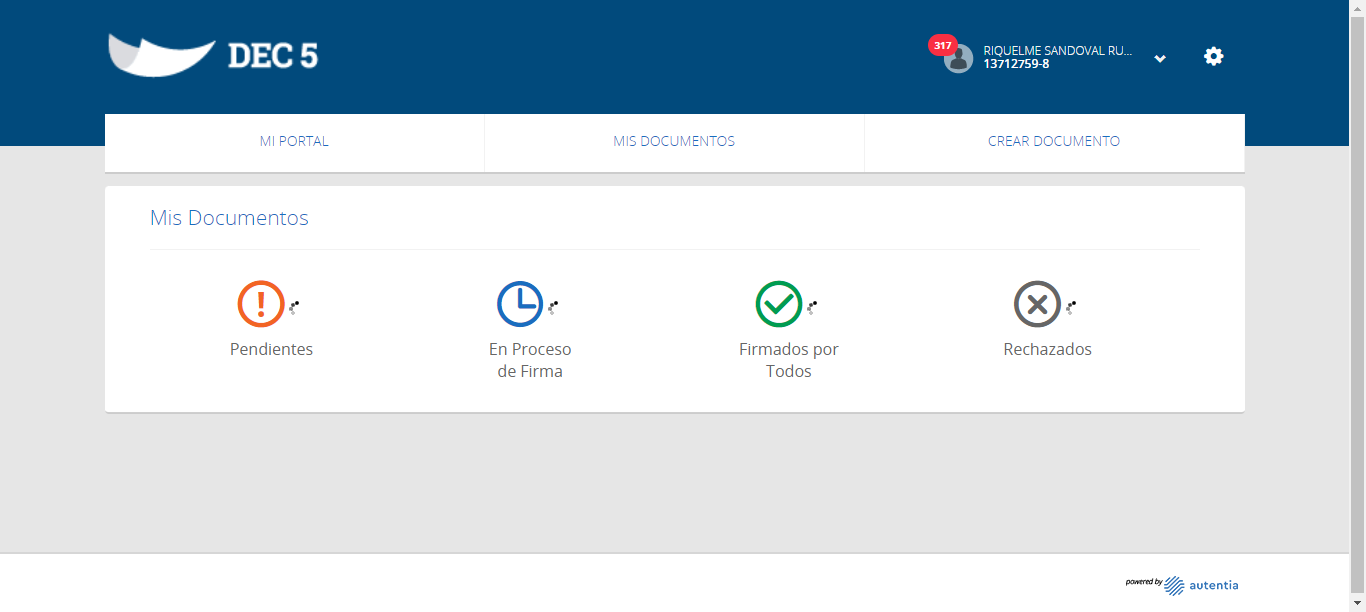 DEC 5
317
RIQUELME SANDOVAL RU...
13712759-8
MI PORTAL
MIS DOCUMENTOS
CREAR DOCUMENTO
Mis Documentos
Pendientes
En Proceso
de Firma
Firmados por
Todos
Rechazados
powered by
autentia